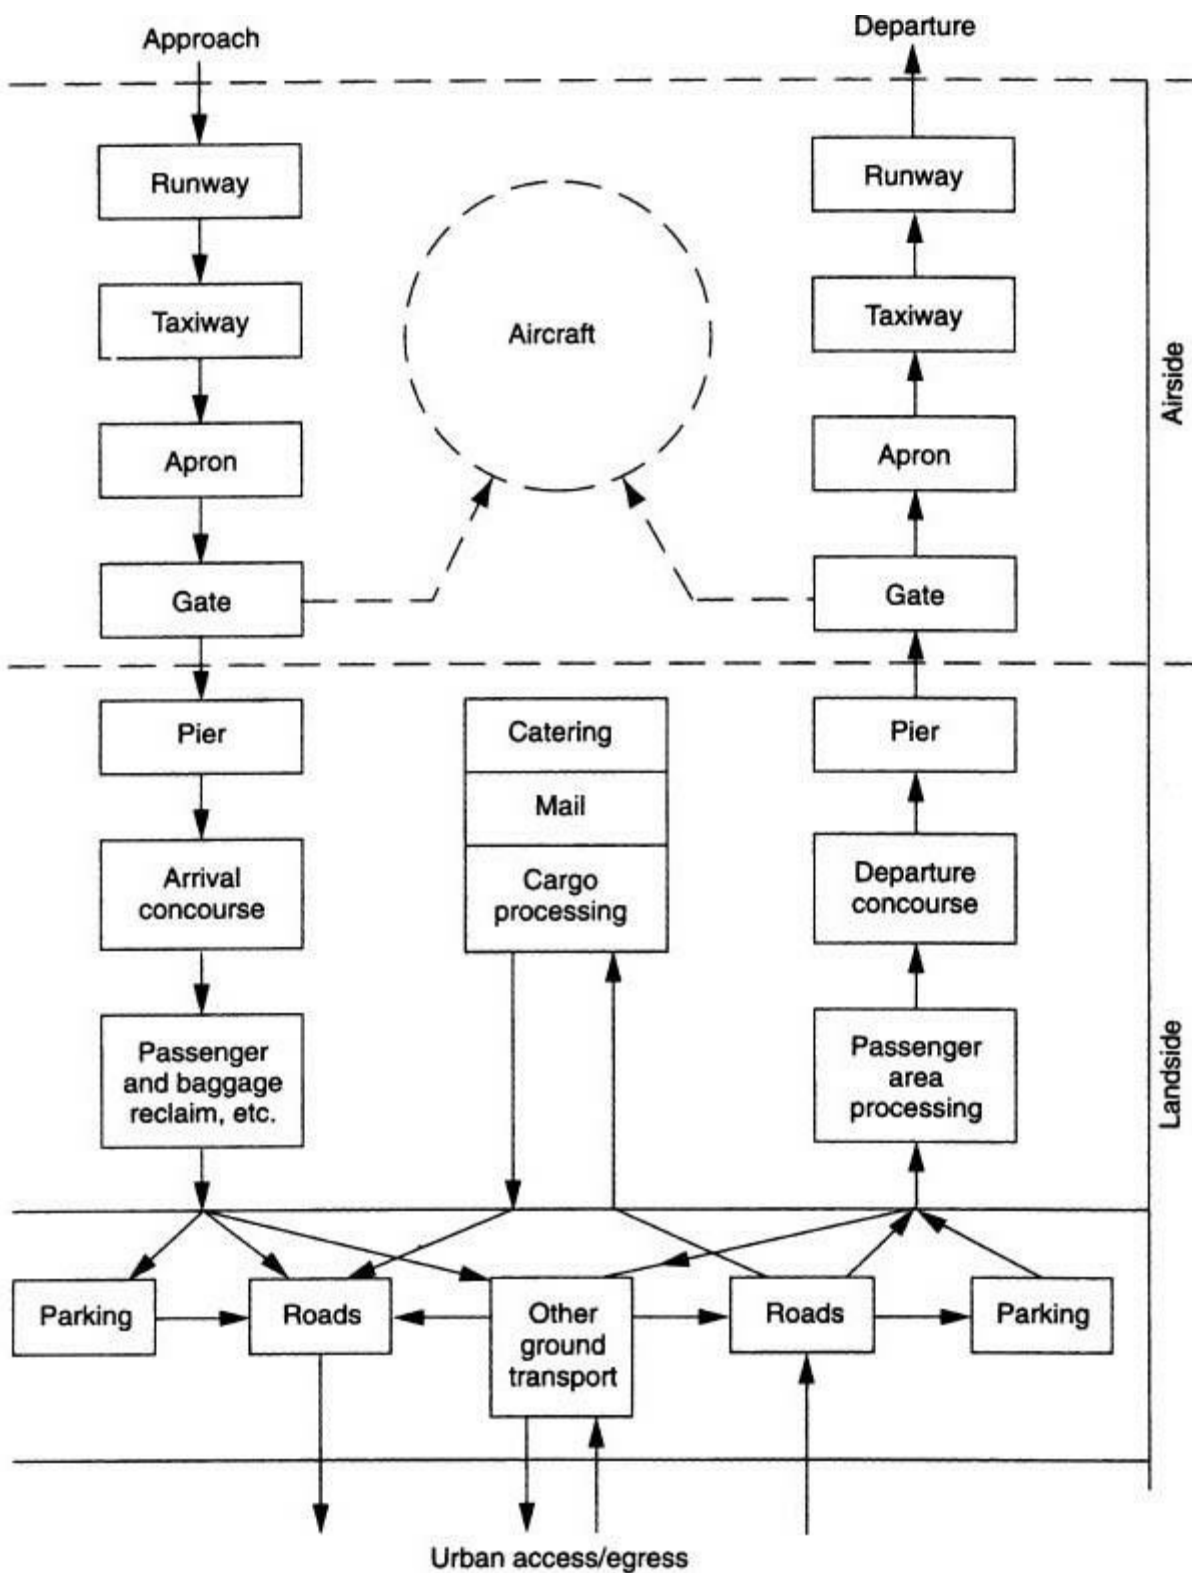 Approach
Departure
Runway
Runway
Taxiway
Aircraft
Taxiway
Airside
Apron
Apron
Gate
Gate
Pier
Catering
Pier
Mail
Arrival
concourse
Cargo
processing
Departure
concourse
Passenger
and baggage
reclaim, etc.
Passenger
area
processing
Landside
Parking
Roads
Other
ground
transport
Roads
Parking
Urban access/egress